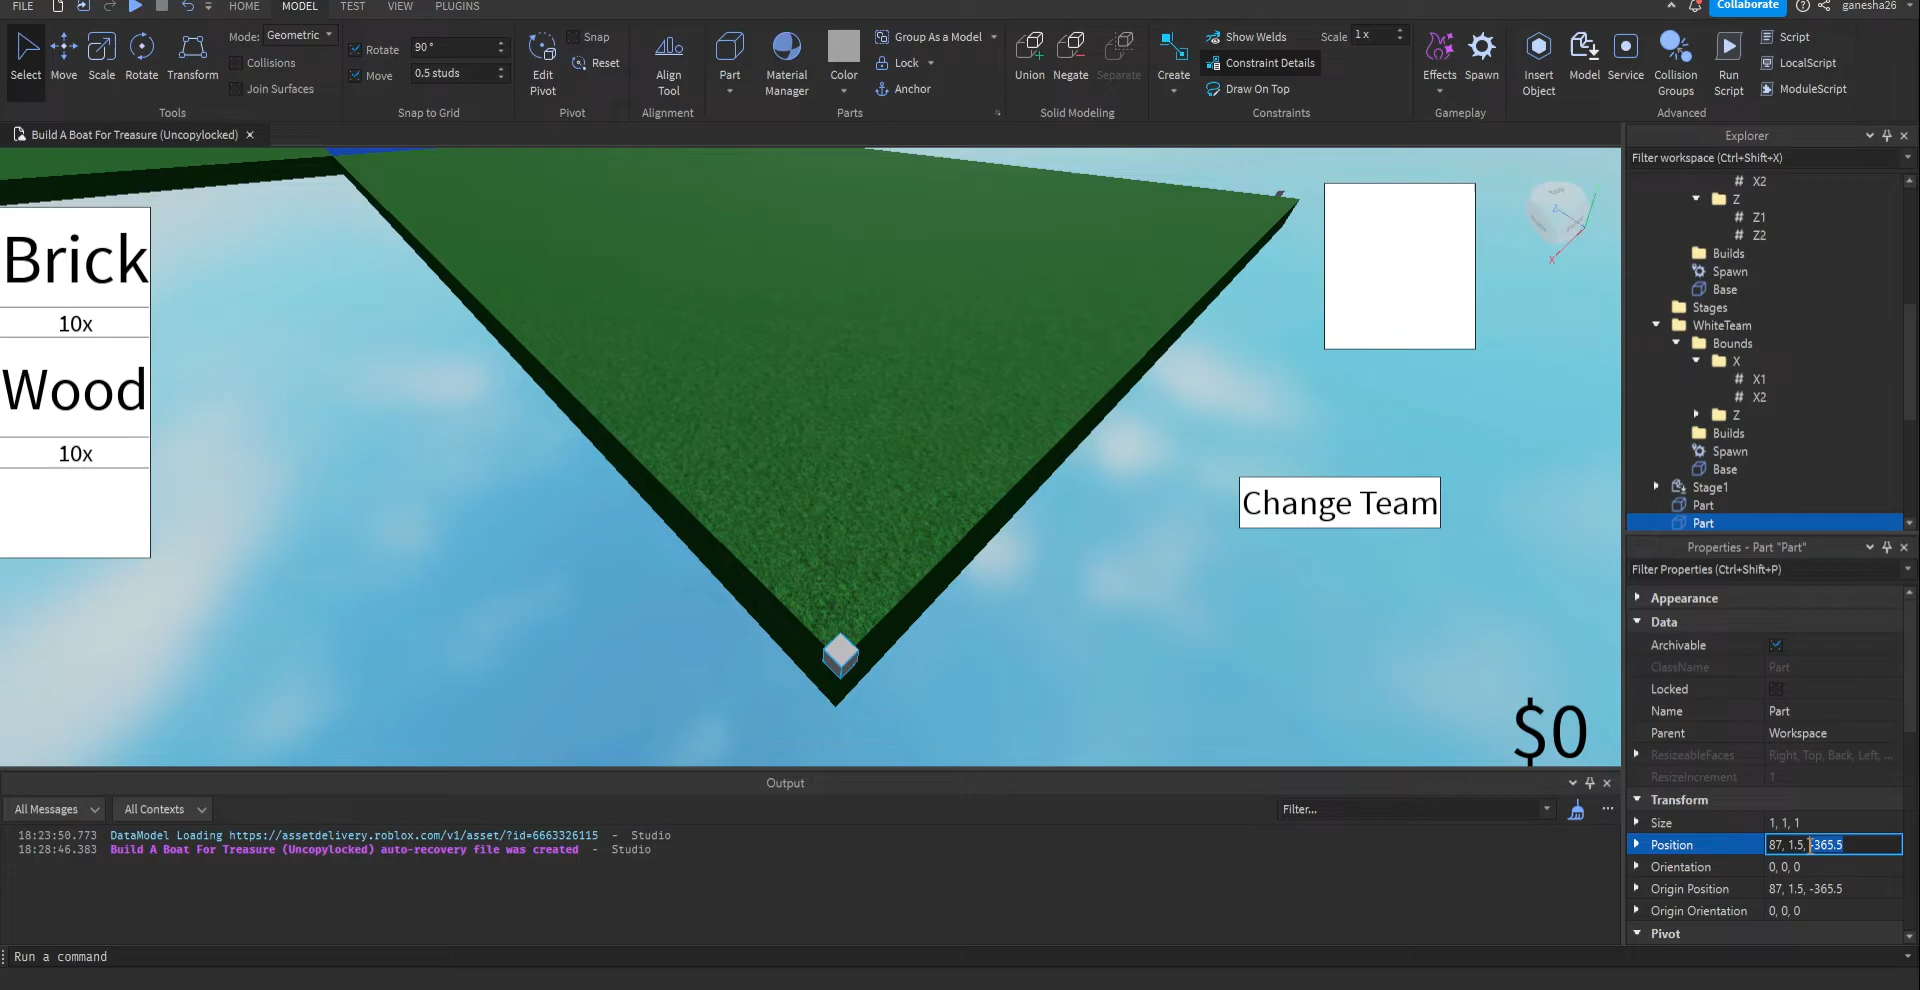 FILE HOME MODEL TEST VIEW PLUGINS Collaborate ganesha26
Mode: Geometric Rotate 90 ° Snap Group As a Model Show Welds Scale 1 x Script
Collisions Reset Lock Constraint Details LocalScript
Select Move Scale Rotate Transform Move 0.5 studs Edit Pivot Align Tool Part Material Manager Color Union Negate Separate Create Effects Spawn Insert Object Model Service Collision Groups Run Script
Join Surfaces Anchor Draw On Top ModuleScript
Tools Snap to Grid Pivot Alignment Parts Solid Modeling Constraints Gameplay Advanced
Build A Boat For Treasure (Uncopylocked)
Brick
10x
Wood
10x
Change Team
$0
X
Z
Explorer
Filter workspace (Ctrl+Shift+X)
X2
Z
Z1
Z2
Builds
Spawn
Base
Stages
WhiteTeam
Bounds
X
X1
X2
Z
Builds
Spawn
Base
Stage1
Part
Part
Properties - Part "Part"
Filter Properties (Ctrl+Shift+P)
Appearance
Data
Archivable
ClassName Part
Locked
Name Part
Parent Workspace
ResizeableFaces Right, Top, Back, Left, ...
ResizeIncrement 1
Transform
Size 1, 1, 1
Position 87, 1.5, -365.5
Orientation 0, 0, 0
Origin Position 87, 1.5, -365.5
Origin Orientation 0, 0, 0
Pivot
Output
All Messages All Contexts Filter...
18:23:50.773 DataModel Loading https://assetdelivery.roblox.com/v1/asset/?id=6663326115 - Studio
18:28:46.383 Build A Boat For Treasure (Uncopylocked) auto-recovery file was created - Studio
Run a command